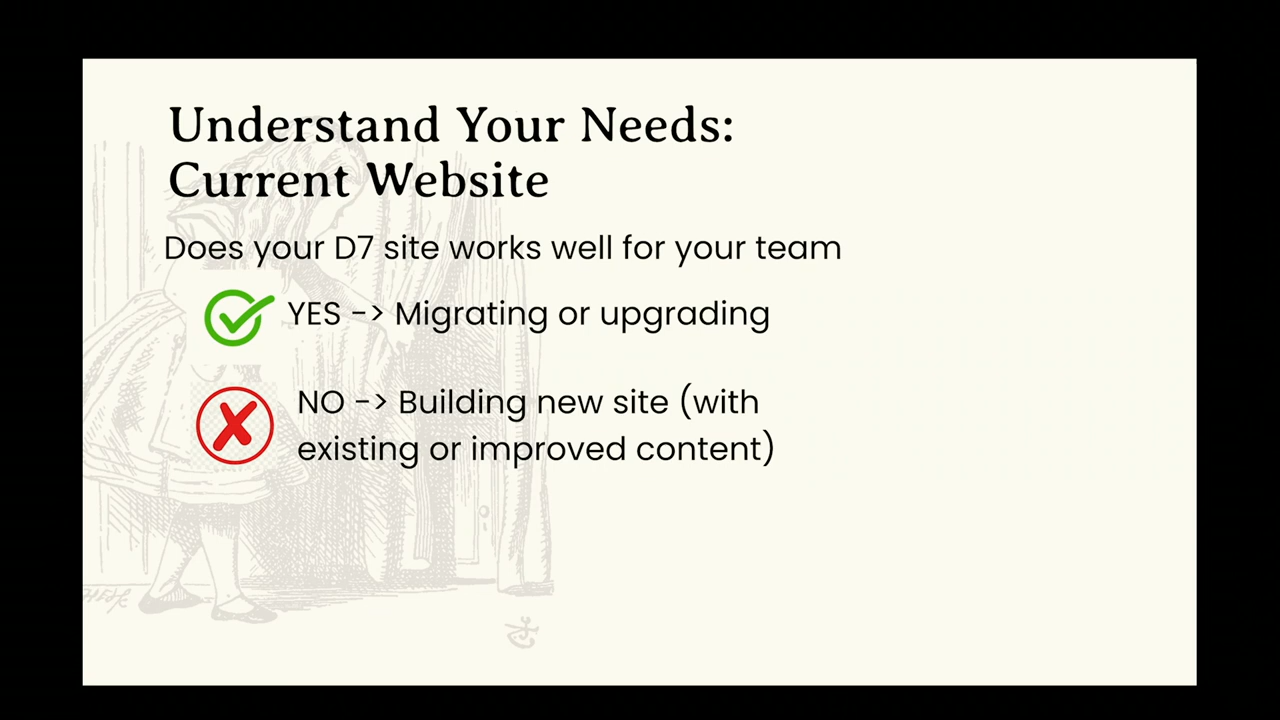 Understand Your Needs:
Current Website
Does your D7 site works well for your team
YES -> Migrating or upgrading
NO -> Building new site (with
existing or improved content)